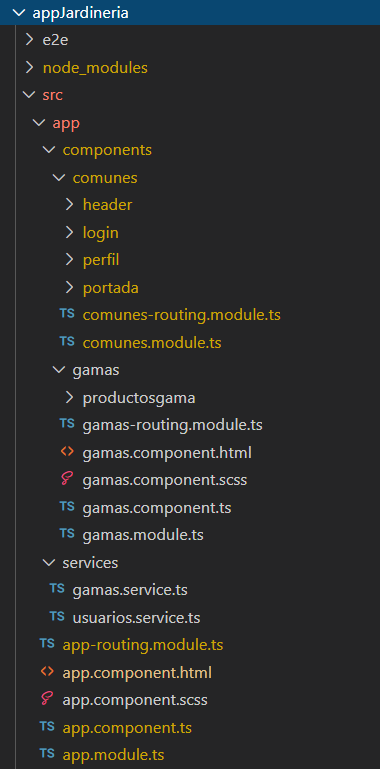 appJardineria
e2e
node_modules
src
app
components
comunes
header
login
perfil
portada
TS comunes-routing.module.ts
TS comunes.module.ts
gamas
productosgama
TS gamas-routing.module.ts
<> gamas.component.html
gamas.component.scss
TS gamas.component.ts
TS gamas.module.ts
services
TS gamas.service.ts
TS usuarios.service.ts
TS app-routing.module.ts
<> app.component.html
app.component.scss
TS app.component.ts
TS app.module.ts